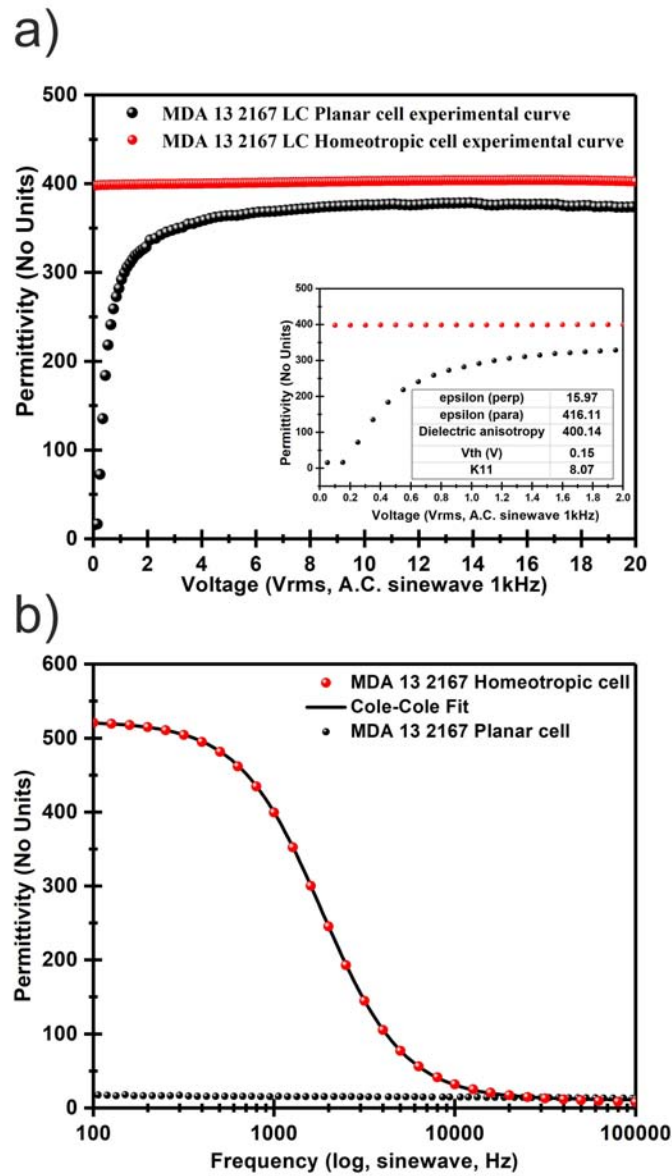 a)
500
400
300
200
100
0
Permittivity (No Units)
MDA 13 2167 LC Planar cell experimental curve
MDA 13 2167 LC Homeotropic cell experimental curve
500
400
300
200
100
0
Permittivity (No Units)
epsilon (perp) 15.97
epsilon (para) 416.11
Dielectric anisotropy 400.14
Vth (V) 0.15
K11 8.07
0.0 0.2 0.4 0.6 0.8 1.0 1.2 1.4 1.6 1.8 2.0
Voltage (Vrms, A.C. sinewave 1kHz)
0 2 4 6 8 10 12 14 16 18 20
Voltage (Vrms, A.C. sinewave 1kHz)
b)
600
500
400
300
200
100
0
Permittivity (No Units)
MDA 13 2167 Homeotropic cell
Cole-Cole Fit
MDA 13 2167 Planar cell
100 1000 10000 100000
Frequency (log, sinewave, Hz)